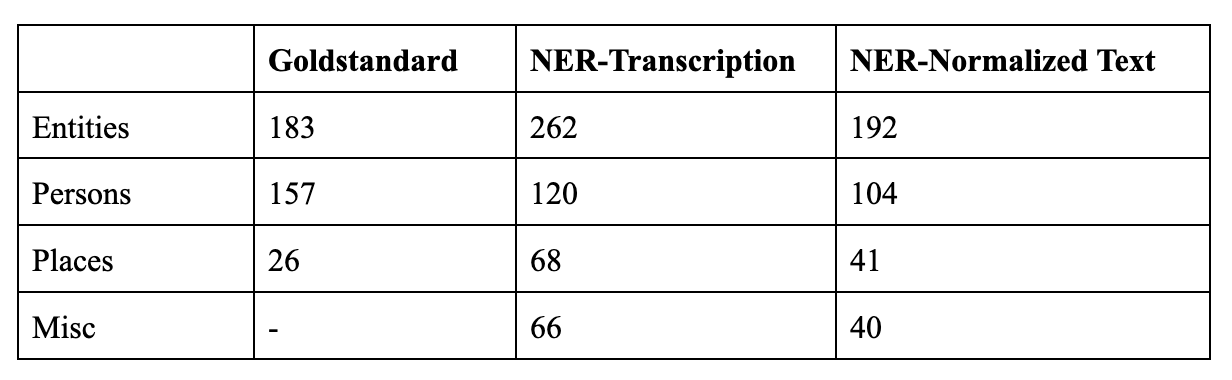 Goldstandard NER-Transcription NER-Normalized Text
Entities 183 262 192
Persons 157 120 104
Places 26 68 41
Misc - 66 40